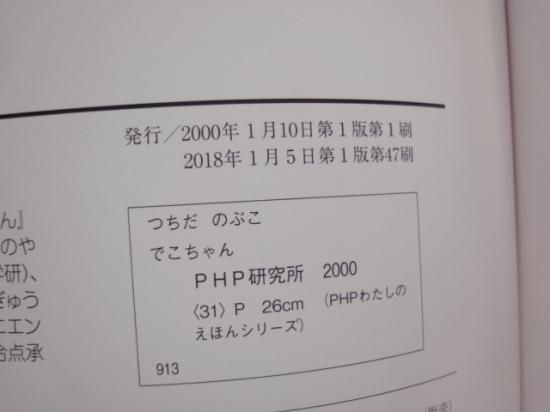 発行/2000年1月10日第1版第1刷
2018年1月5日第1版第47刷
つちだ のぶこ
でこちゃん
PHP研究所 2000
〈31〉P 26cm (PHPわたしの
えほんシリーズ)
913
ん』
のや
学研)、
ぎゅう
ニエン
合点承